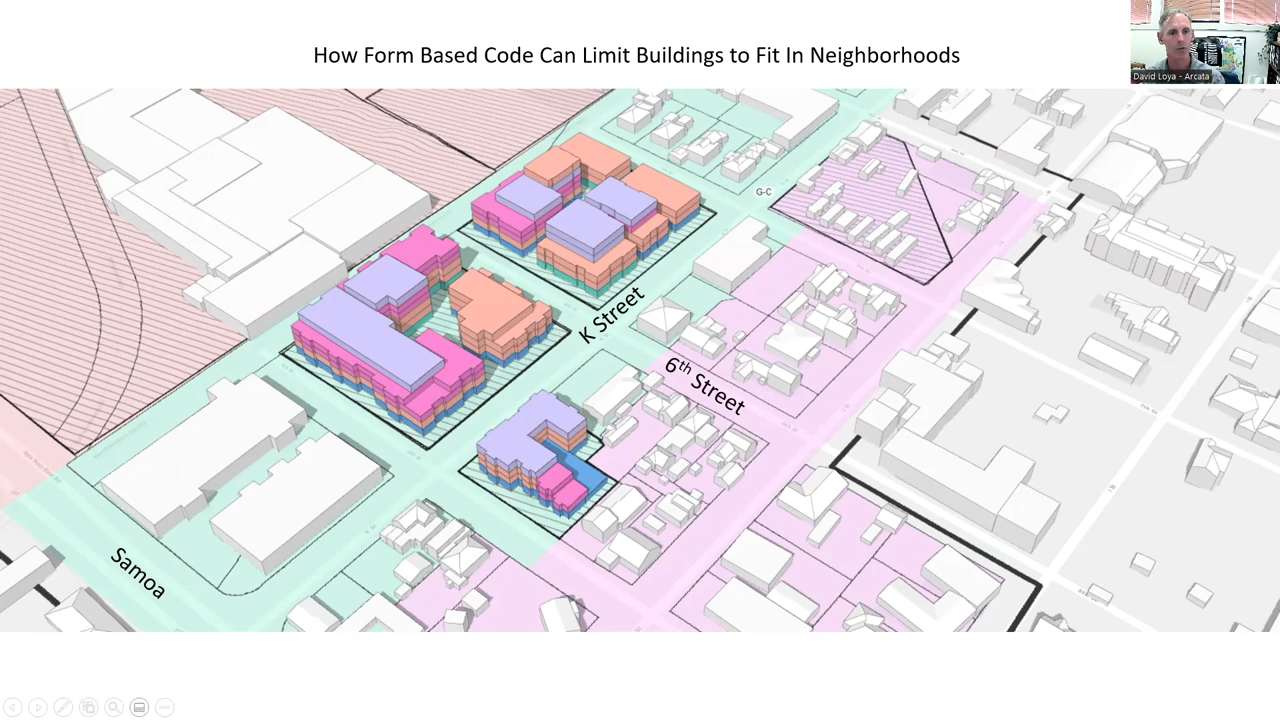 How Form Based Code Can Limit Buildings to Fit In Neighborhoods
David Loya - Arcata
G-C
K Street
6th Street
Samoa